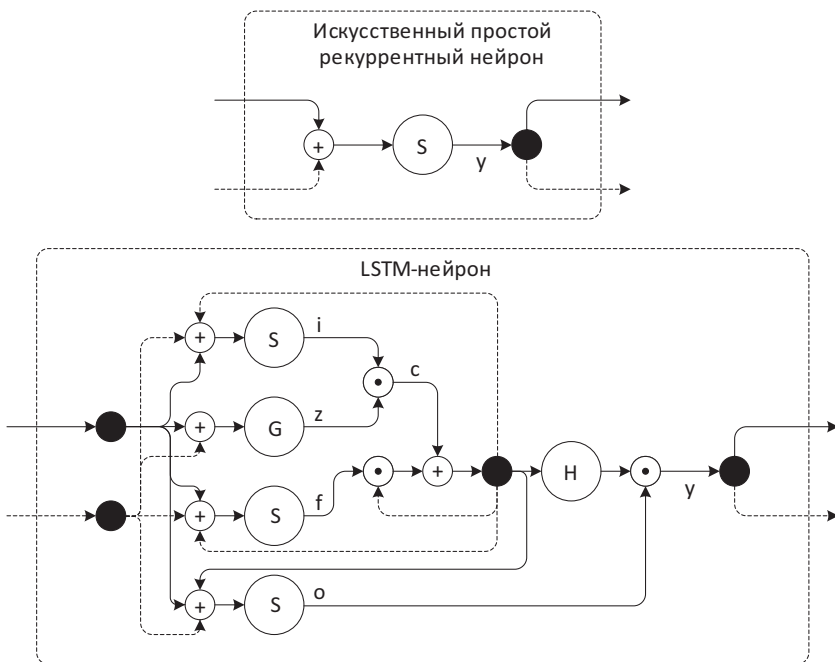 Искусственный простой
рекуррентный нейрон
+
S
y
LSTM-нейрон
+
S
i
c
+
G
z
+
S
f
+
H
y
+
S
o